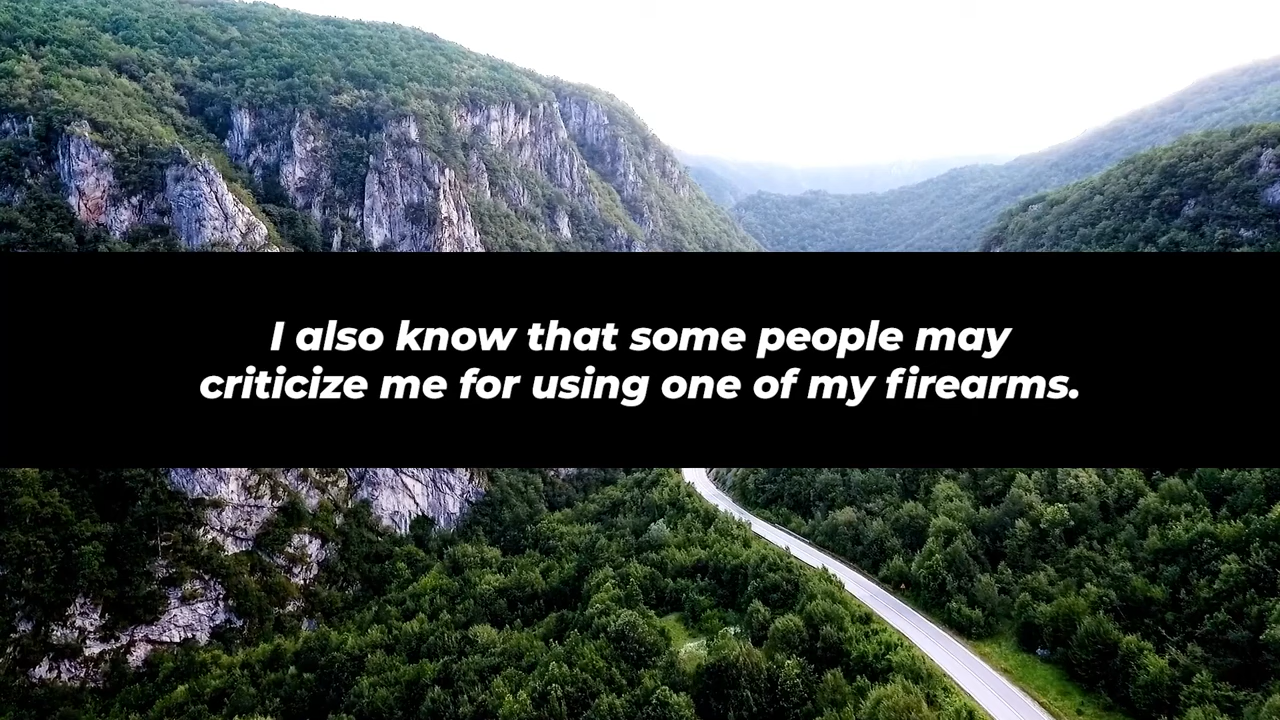 I also know that some people may
criticize me for using one of my firearms.